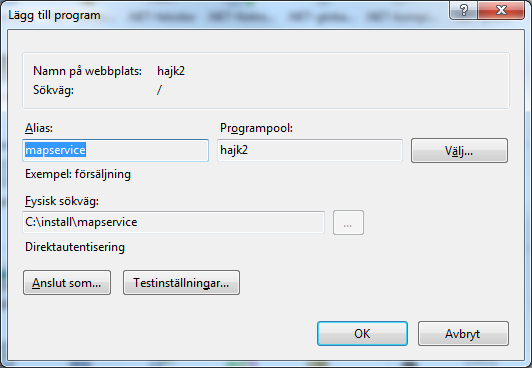 Lägg till program
Namn på webbplats: hajk2
Sökväg: /
Alias: Programpool:
mapservice hajk2 Välj...
Exempel: försäljning
Fysisk sökväg:
C:\install\mapservice ...
Direktautentisering
Anslut som... Testinställningar...
OK Avbryt